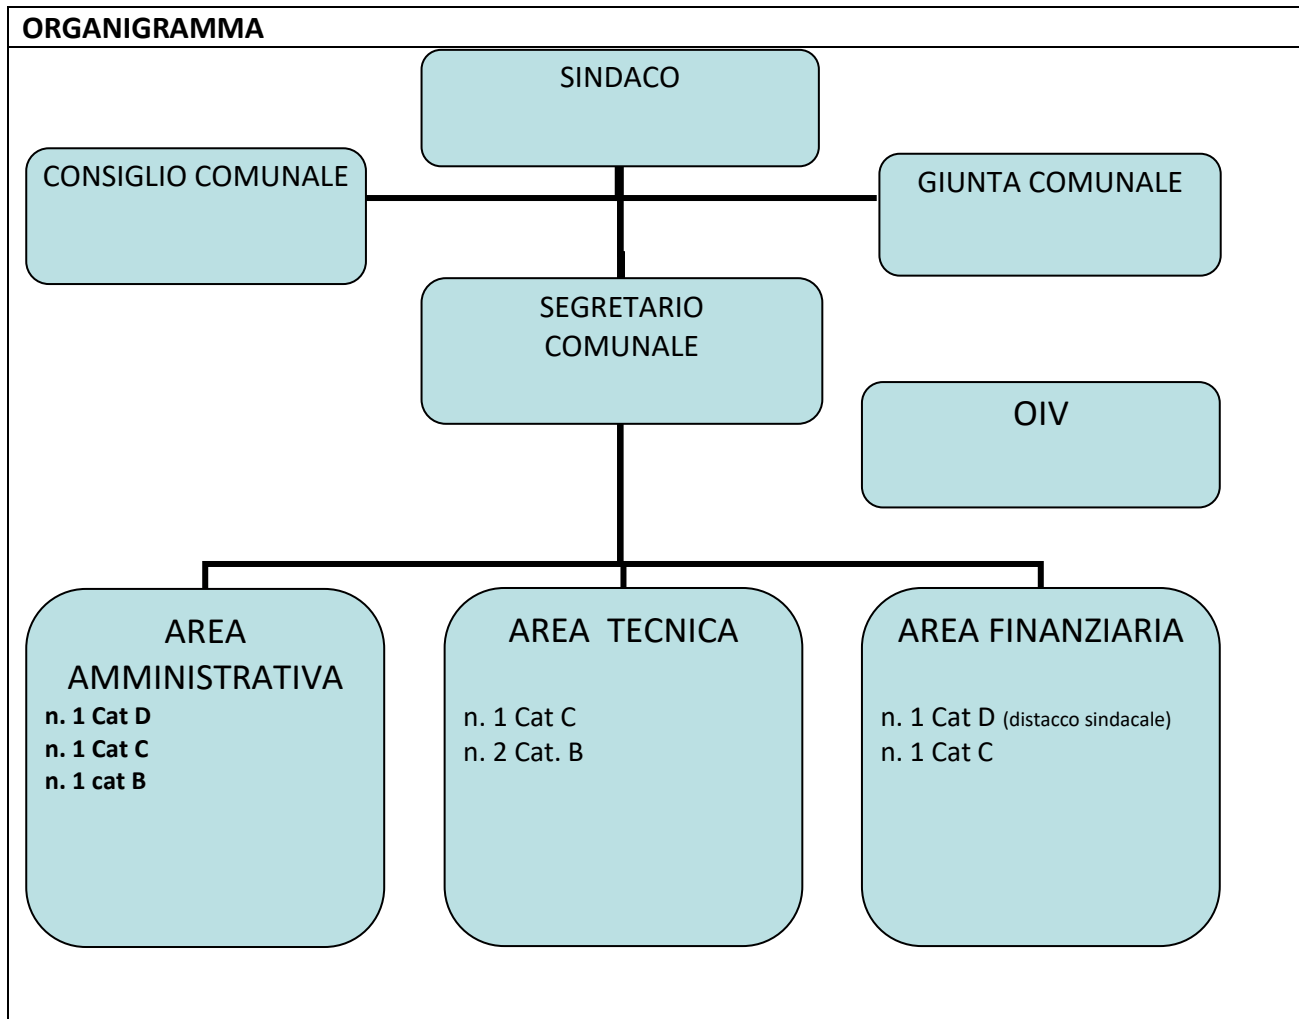 ORGANIGRAMMA
SINDACO
CONSIGLIO COMUNALE
GIUNTA COMUNALE
SEGRETARIO
COMUNALE
OIV
AREA
AMMINISTRATIVA
n. 1 Cat D
n. 1 Cat C
n. 1 cat B
AREA  TECNICA
n. 1 Cat C
n. 2 Cat. B
AREA FINANZIARIA
n. 1 Cat D (distacco sindacale)
n. 1 Cat C